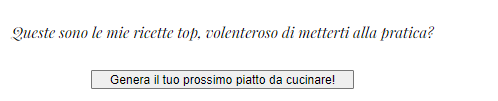 Queste sono le mie ricette top, volenteroso di metterti alla pratica?
Genera il tuo prossimo piatto da cucinare!